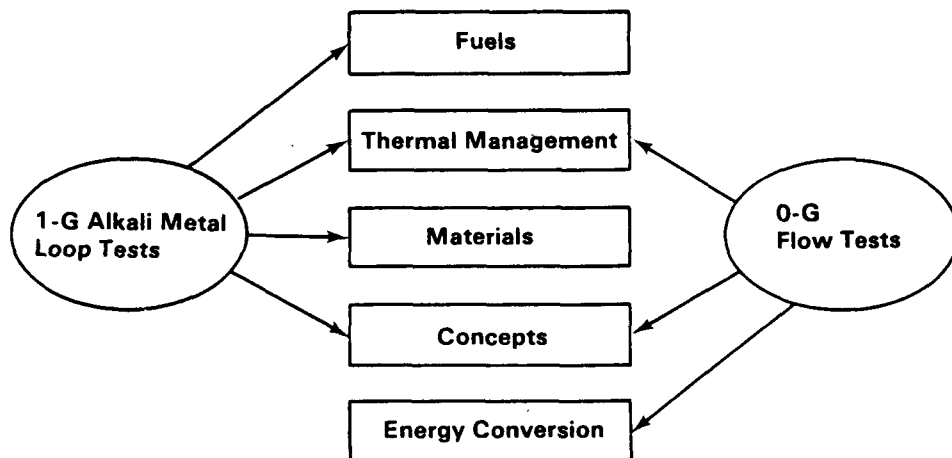 Fuels
Thermal Management
1-G Alkali Metal
Loop Tests
Materials
0-G
Flow Tests
Concepts
Energy Conversion